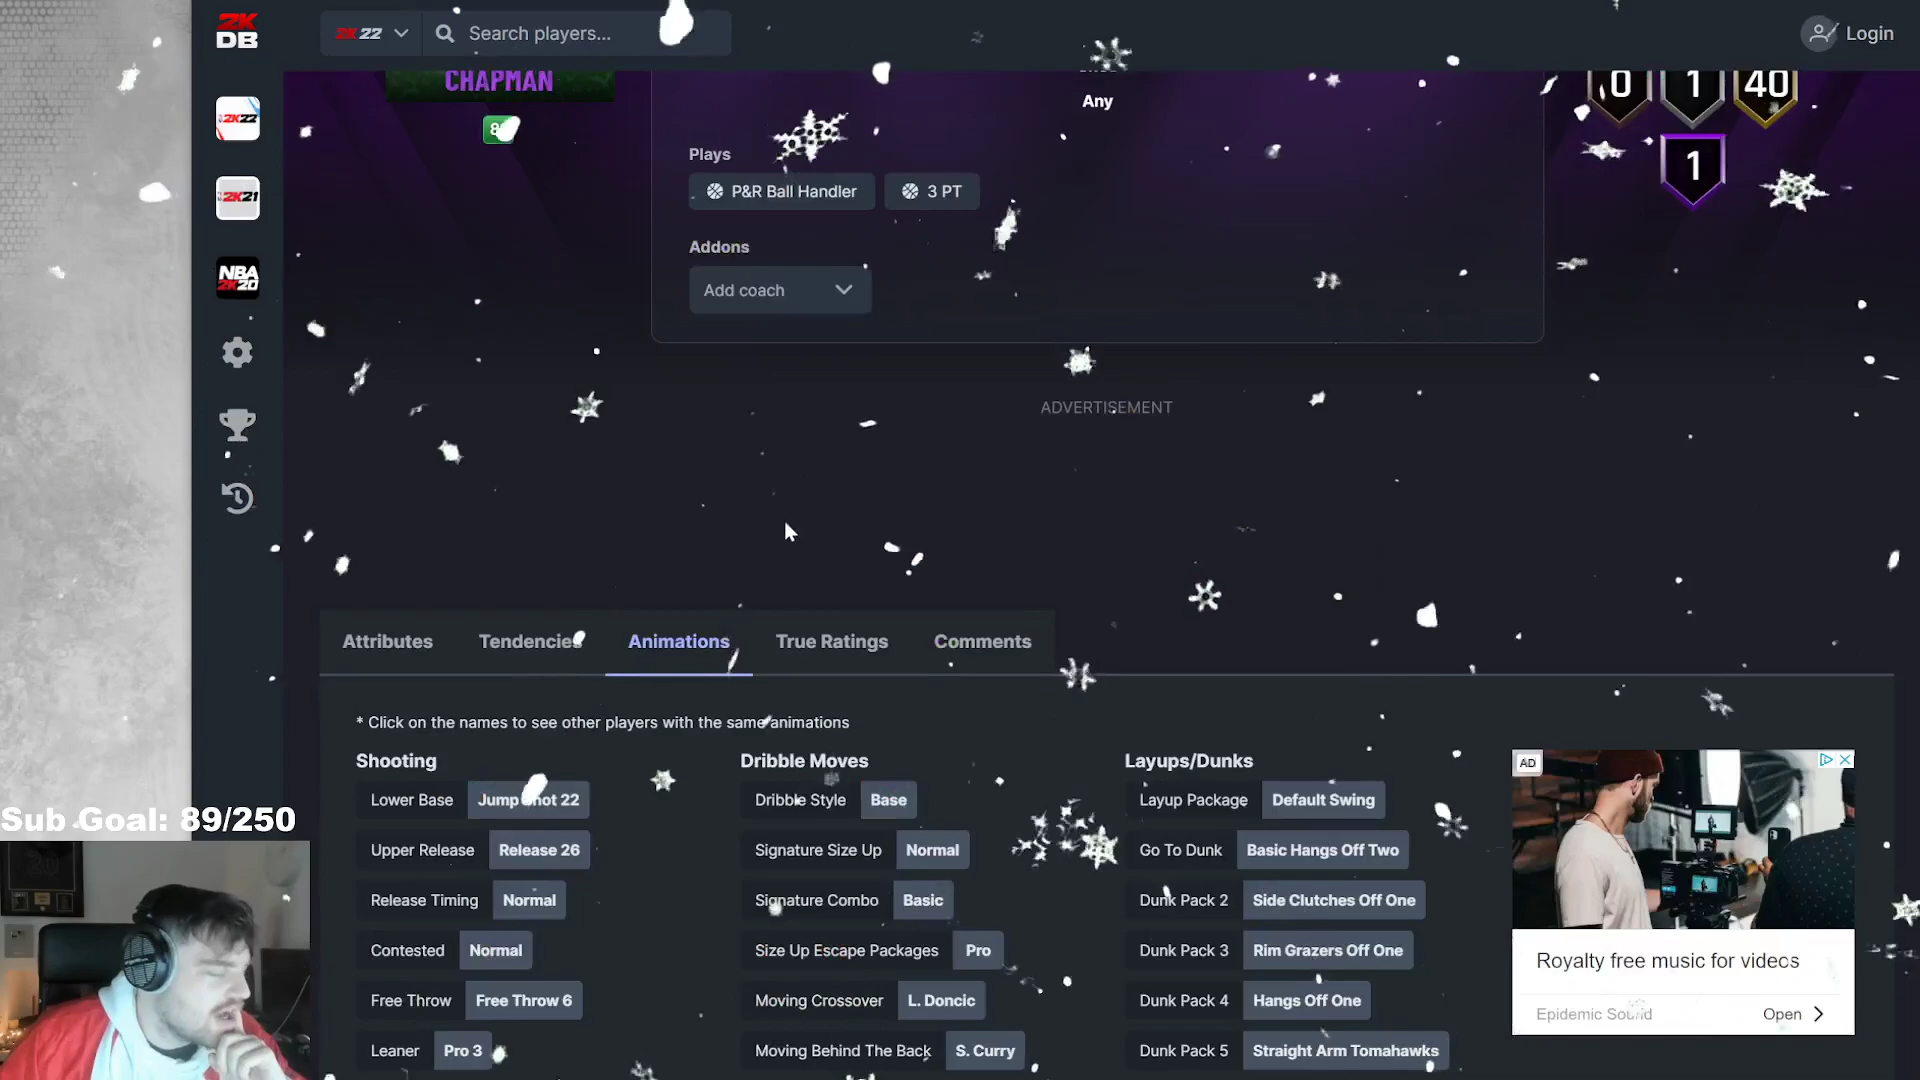 2K
DB
2K22
Search players...
Login
CHAPMAN
Any
0
1
40
1
2K22
2K21
NBA
2K20
Plays
P&R Ball Handler
3 PT
Addons
Add coach
ADVERTISEMENT
Attributes
Tendencies
Animations
True Ratings
Comments
* Click on the names to see other players with the same animations
Shooting
Lower Base
Jump Shot 22
Upper Release
Release 26
Release Timing
Normal
Contested
Normal
Free Throw
Free Throw 6
Leaner
Pro 3
Dribble Moves
Dribble Style
Base
Signature Size Up
Normal
Signature Combo
Basic
Size Up Escape Packages
Pro
Moving Crossover
L. Doncic
Moving Behind The Back
S. Curry
Layups/Dunks
Layup Package
Default Swing
Go To Dunk
Basic Hangs Off Two
Dunk Pack 2
Side Clutches Off One
Dunk Pack 3
Rim Grazers Off One
Dunk Pack 4
Hangs Off One
Dunk Pack 5
Straight Arm Tomahawks
AD
Royalty free music for videos
Epidemic Sound
Open
Sub Goal: 89/250